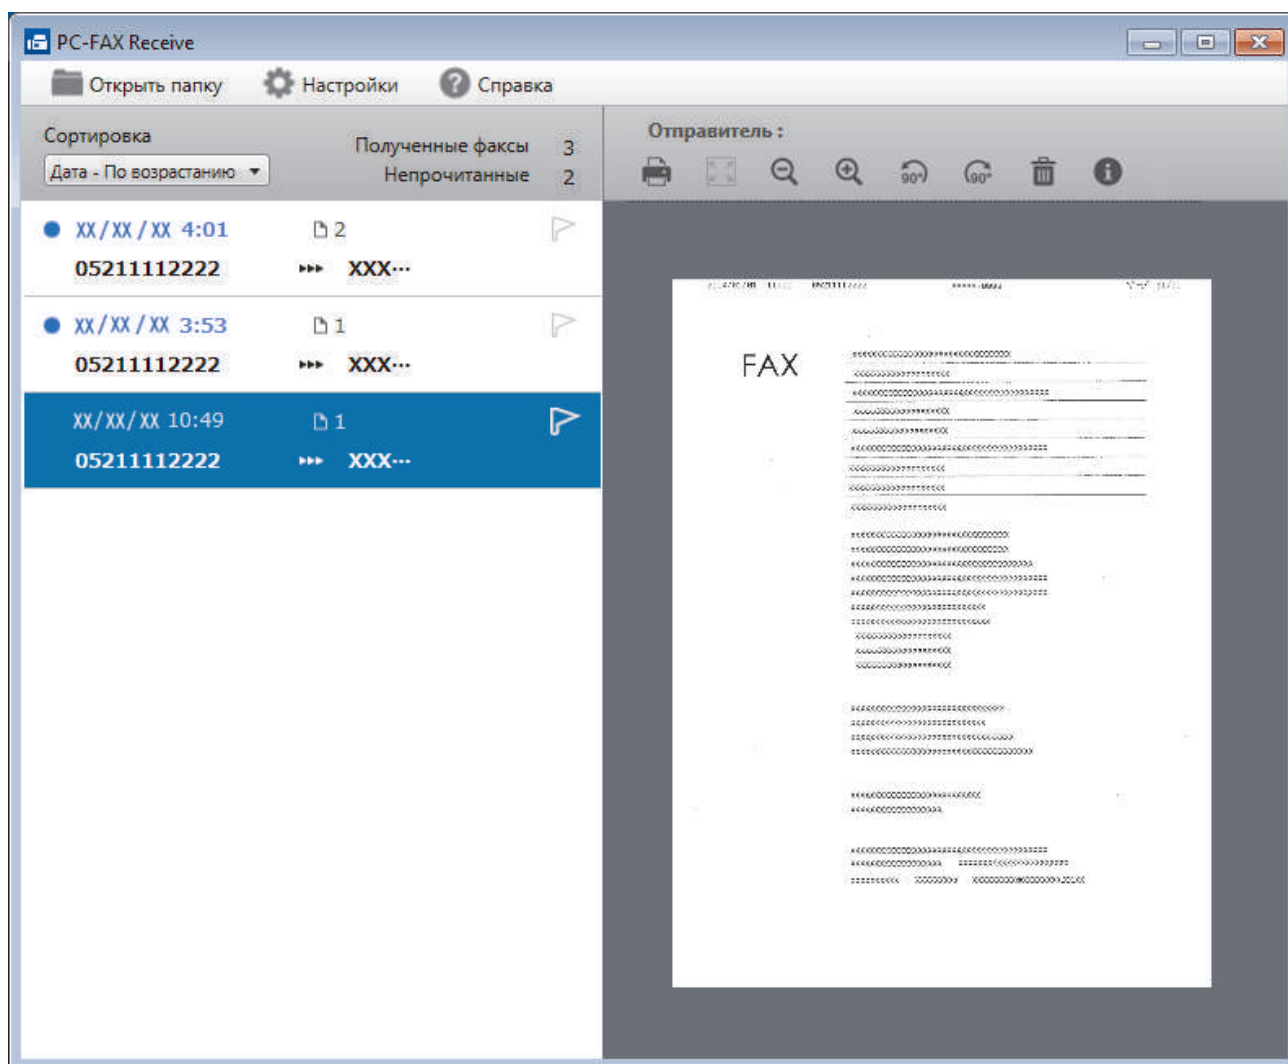 PC-FAX Receive
Открыть папку Настройки Справка
Сортировка
Дата - По возрастанию
Полученные факсы 3
Непрочитанные 2
Отправитель :
90° 90°
XX/XX/XX 4:01 2
05211112222 XXX...
XX/XX/XX 3:53 1
05211112222 XXX...
XX/XX/XX 10:49 1
05211112222 XXX...
FAX